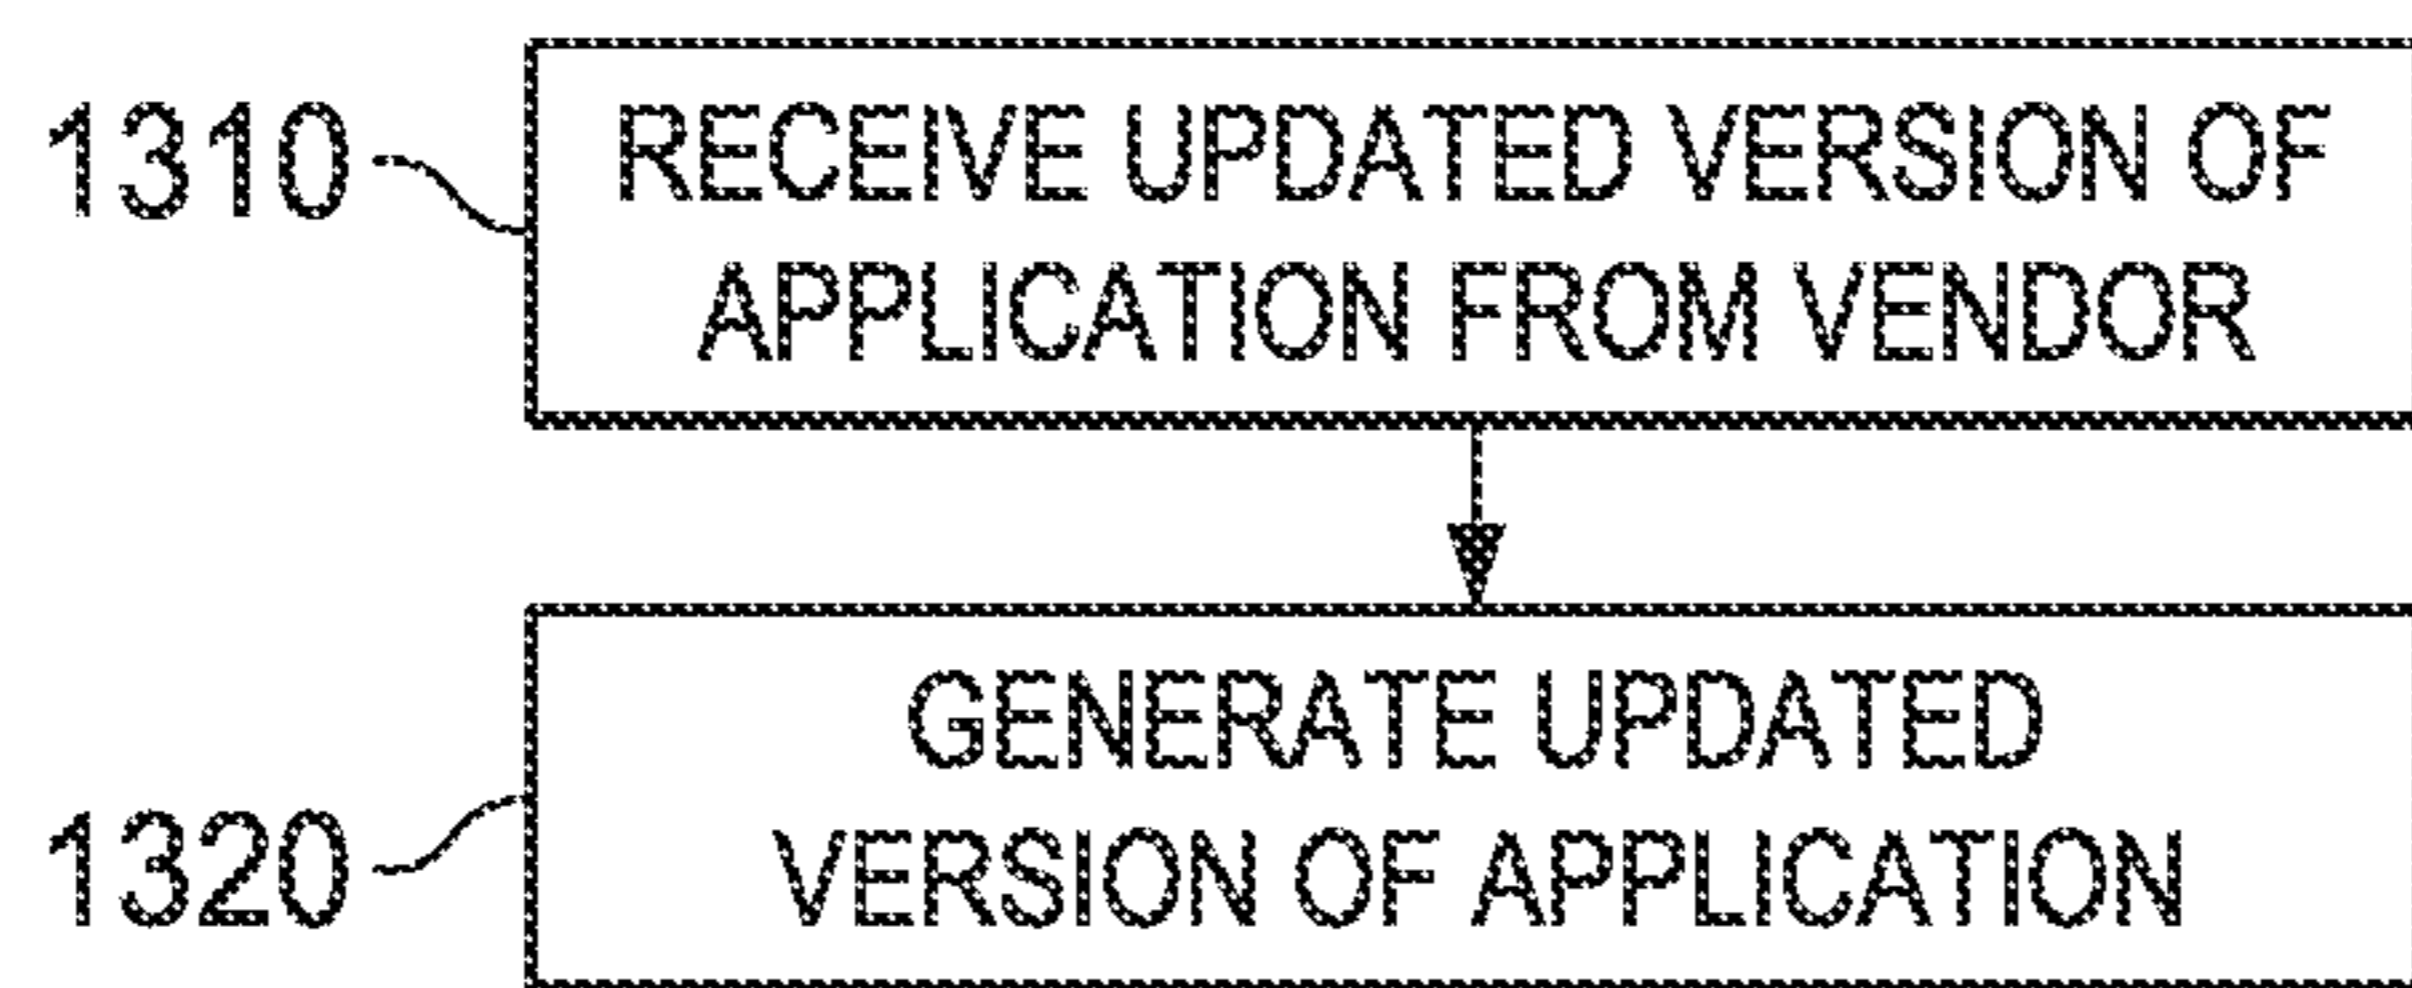 1310
RECEIVE UPDATED VERSION OF
APPLICATION FROM VENDOR
GENERATE UPDATED
1320
VERSION OF APPLICATION